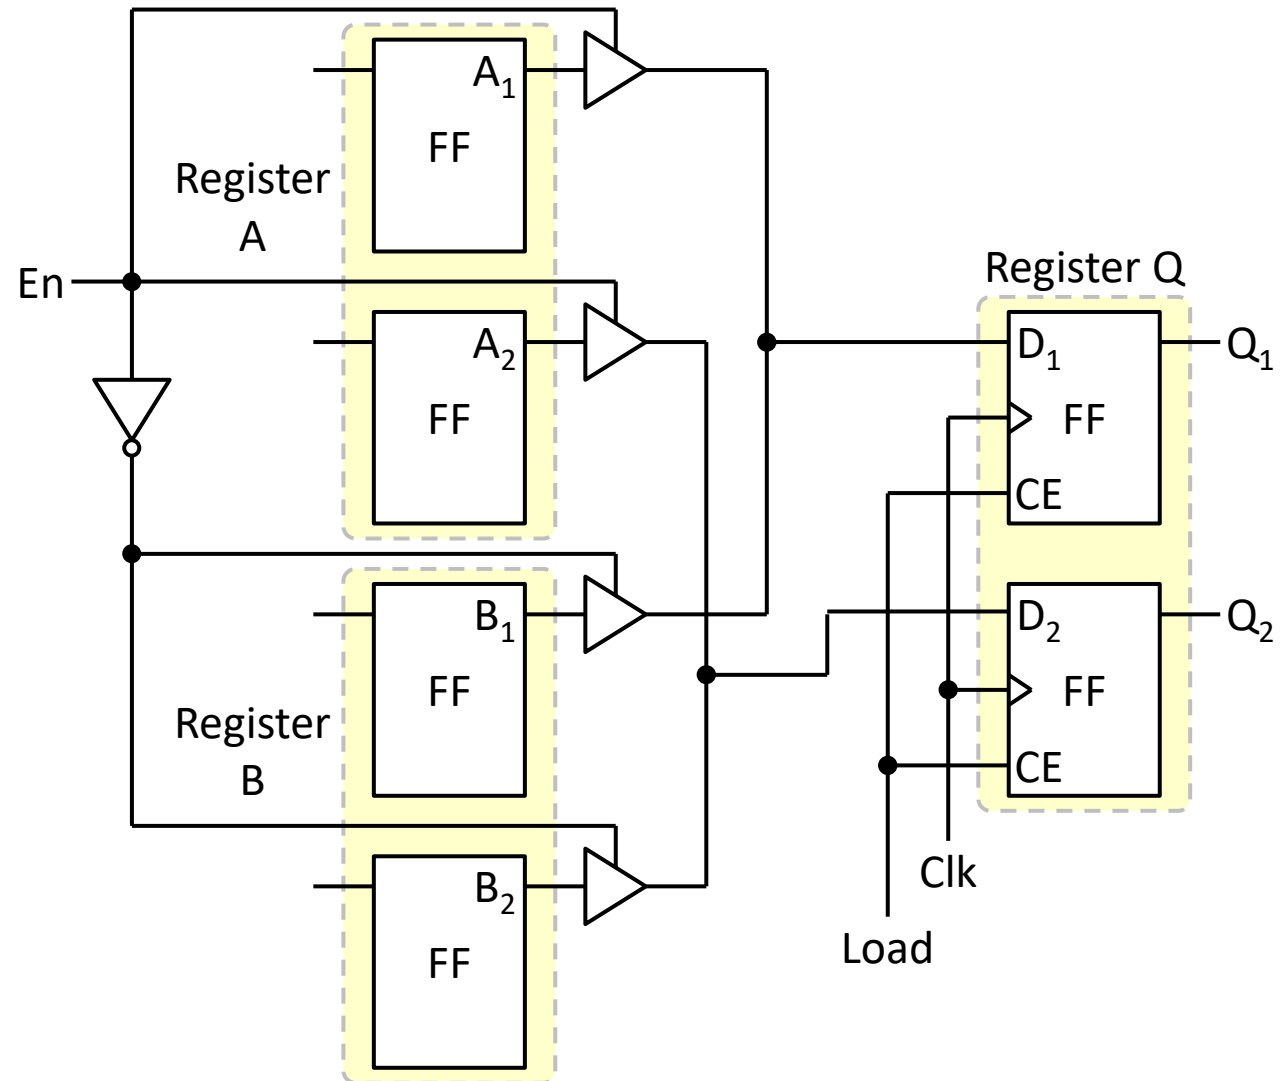 A₁
FF
Register
A
En
A₂
FF
B₁
FF
Register
B
B₂
FF
Register Q
D₁
FF
CE
Q₁
D₂
FF
CE
Q₂
Clk
Load